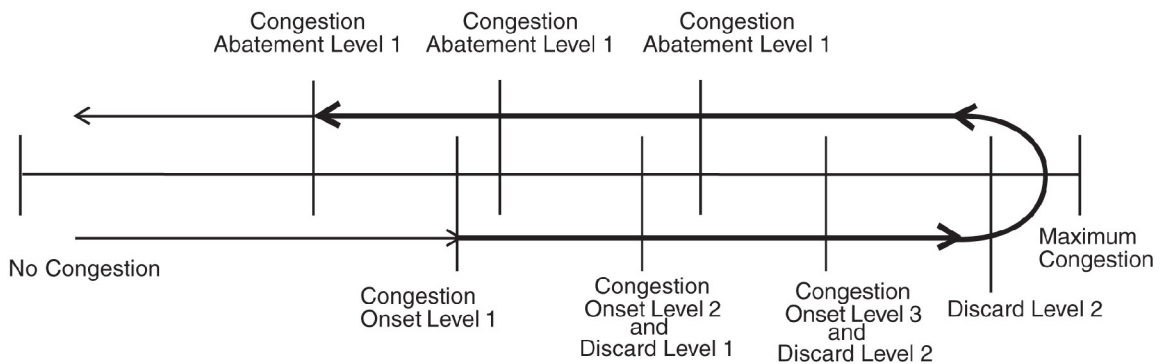 Congestion
Abatement Level 1
Congestion
Abatement Level 1
Congestion
Abatement Level 1
No Congestion
Maximum
Congestion
Congestion
Onset Level 1
Congestion
Onset Level 2
and
Discard Level 1
Congestion
Onset Level 3
and
Discard Level 2
Discard Level 2